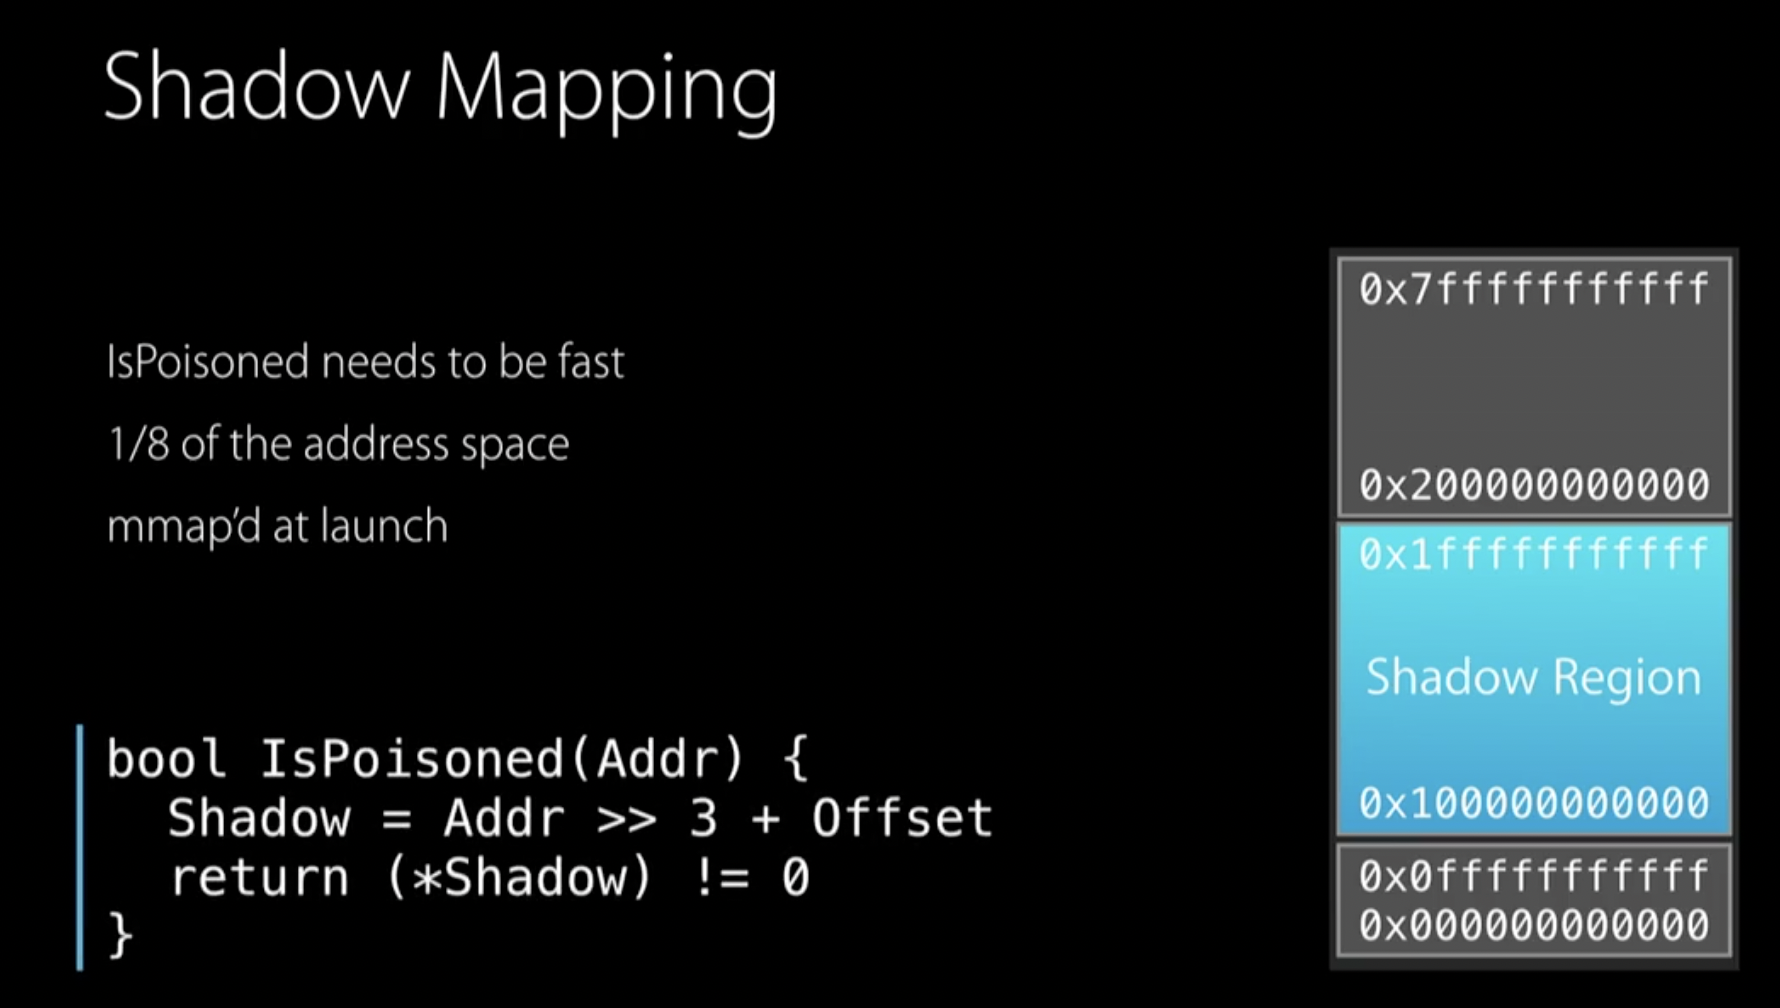 Shadow Mapping
IsPoisoned needs to be fast
1/8 of the address space
mmap’d at launch
bool IsPoisoned(Addr) {
  Shadow = Addr >> 3 + Offset
  return (*Shadow) != 0
}
0x7fffffffffff
0x200000000000
0x1fffffffffff
Shadow Region
0x100000000000
0x0fffffffffff
0x000000000000